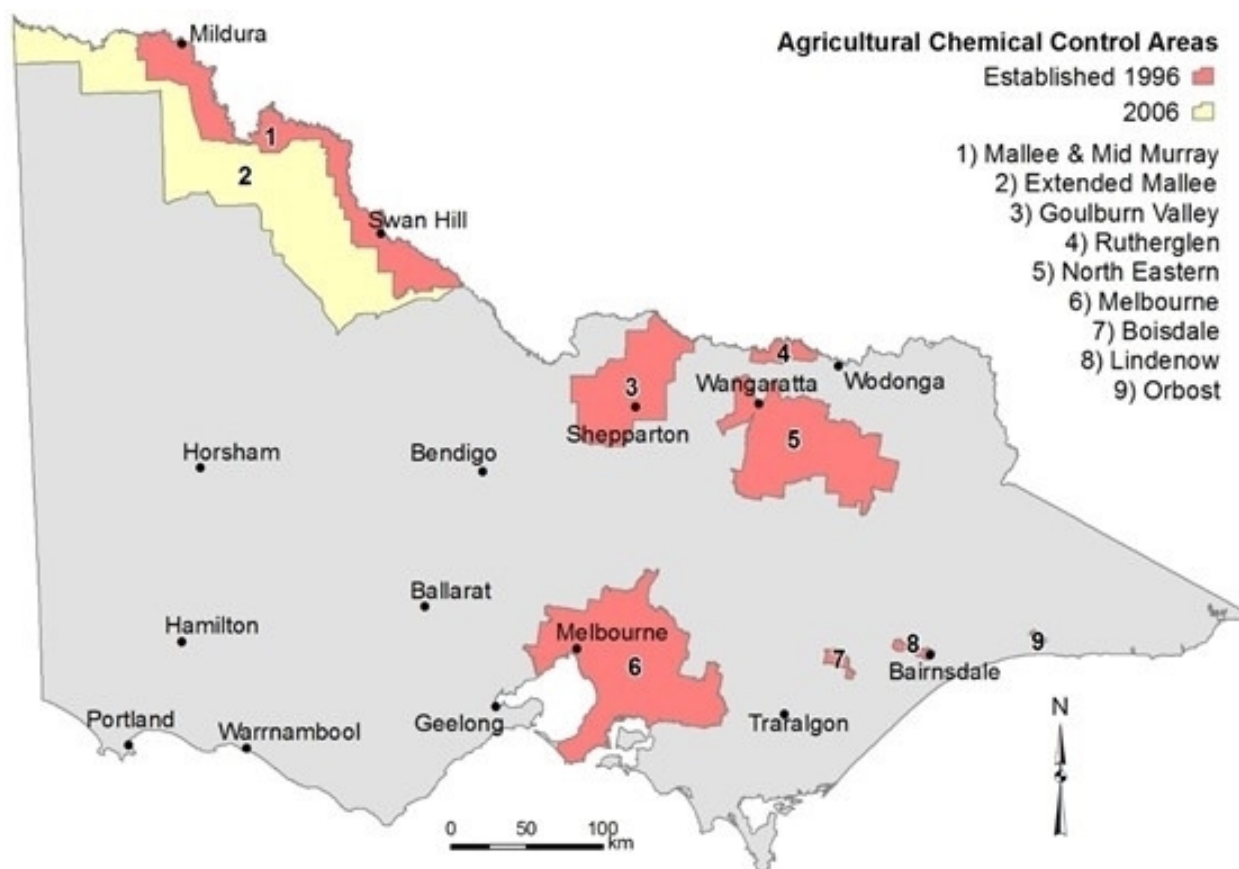 Mildura
Agricultural Chemical Control Areas
Established 1996
2006
1) Mallee & Mid Murray
2) Extended Mallee
3) Goulburn Valley
4) Rutherglen
5) North Eastern
6) Melbourne
7) Boisdale
8) Lindenow
9) Orbost
1
2
Swan Hill
3
4
Wangaratta
Wodonga
Shepparton
5
Horsham
Bendigo
Ballarat
Hamilton
Melbourne
6
7
8
9
Bairnsdale
Portland
Warrnambool
Geelong
Traralgon
N
0 50 100
km